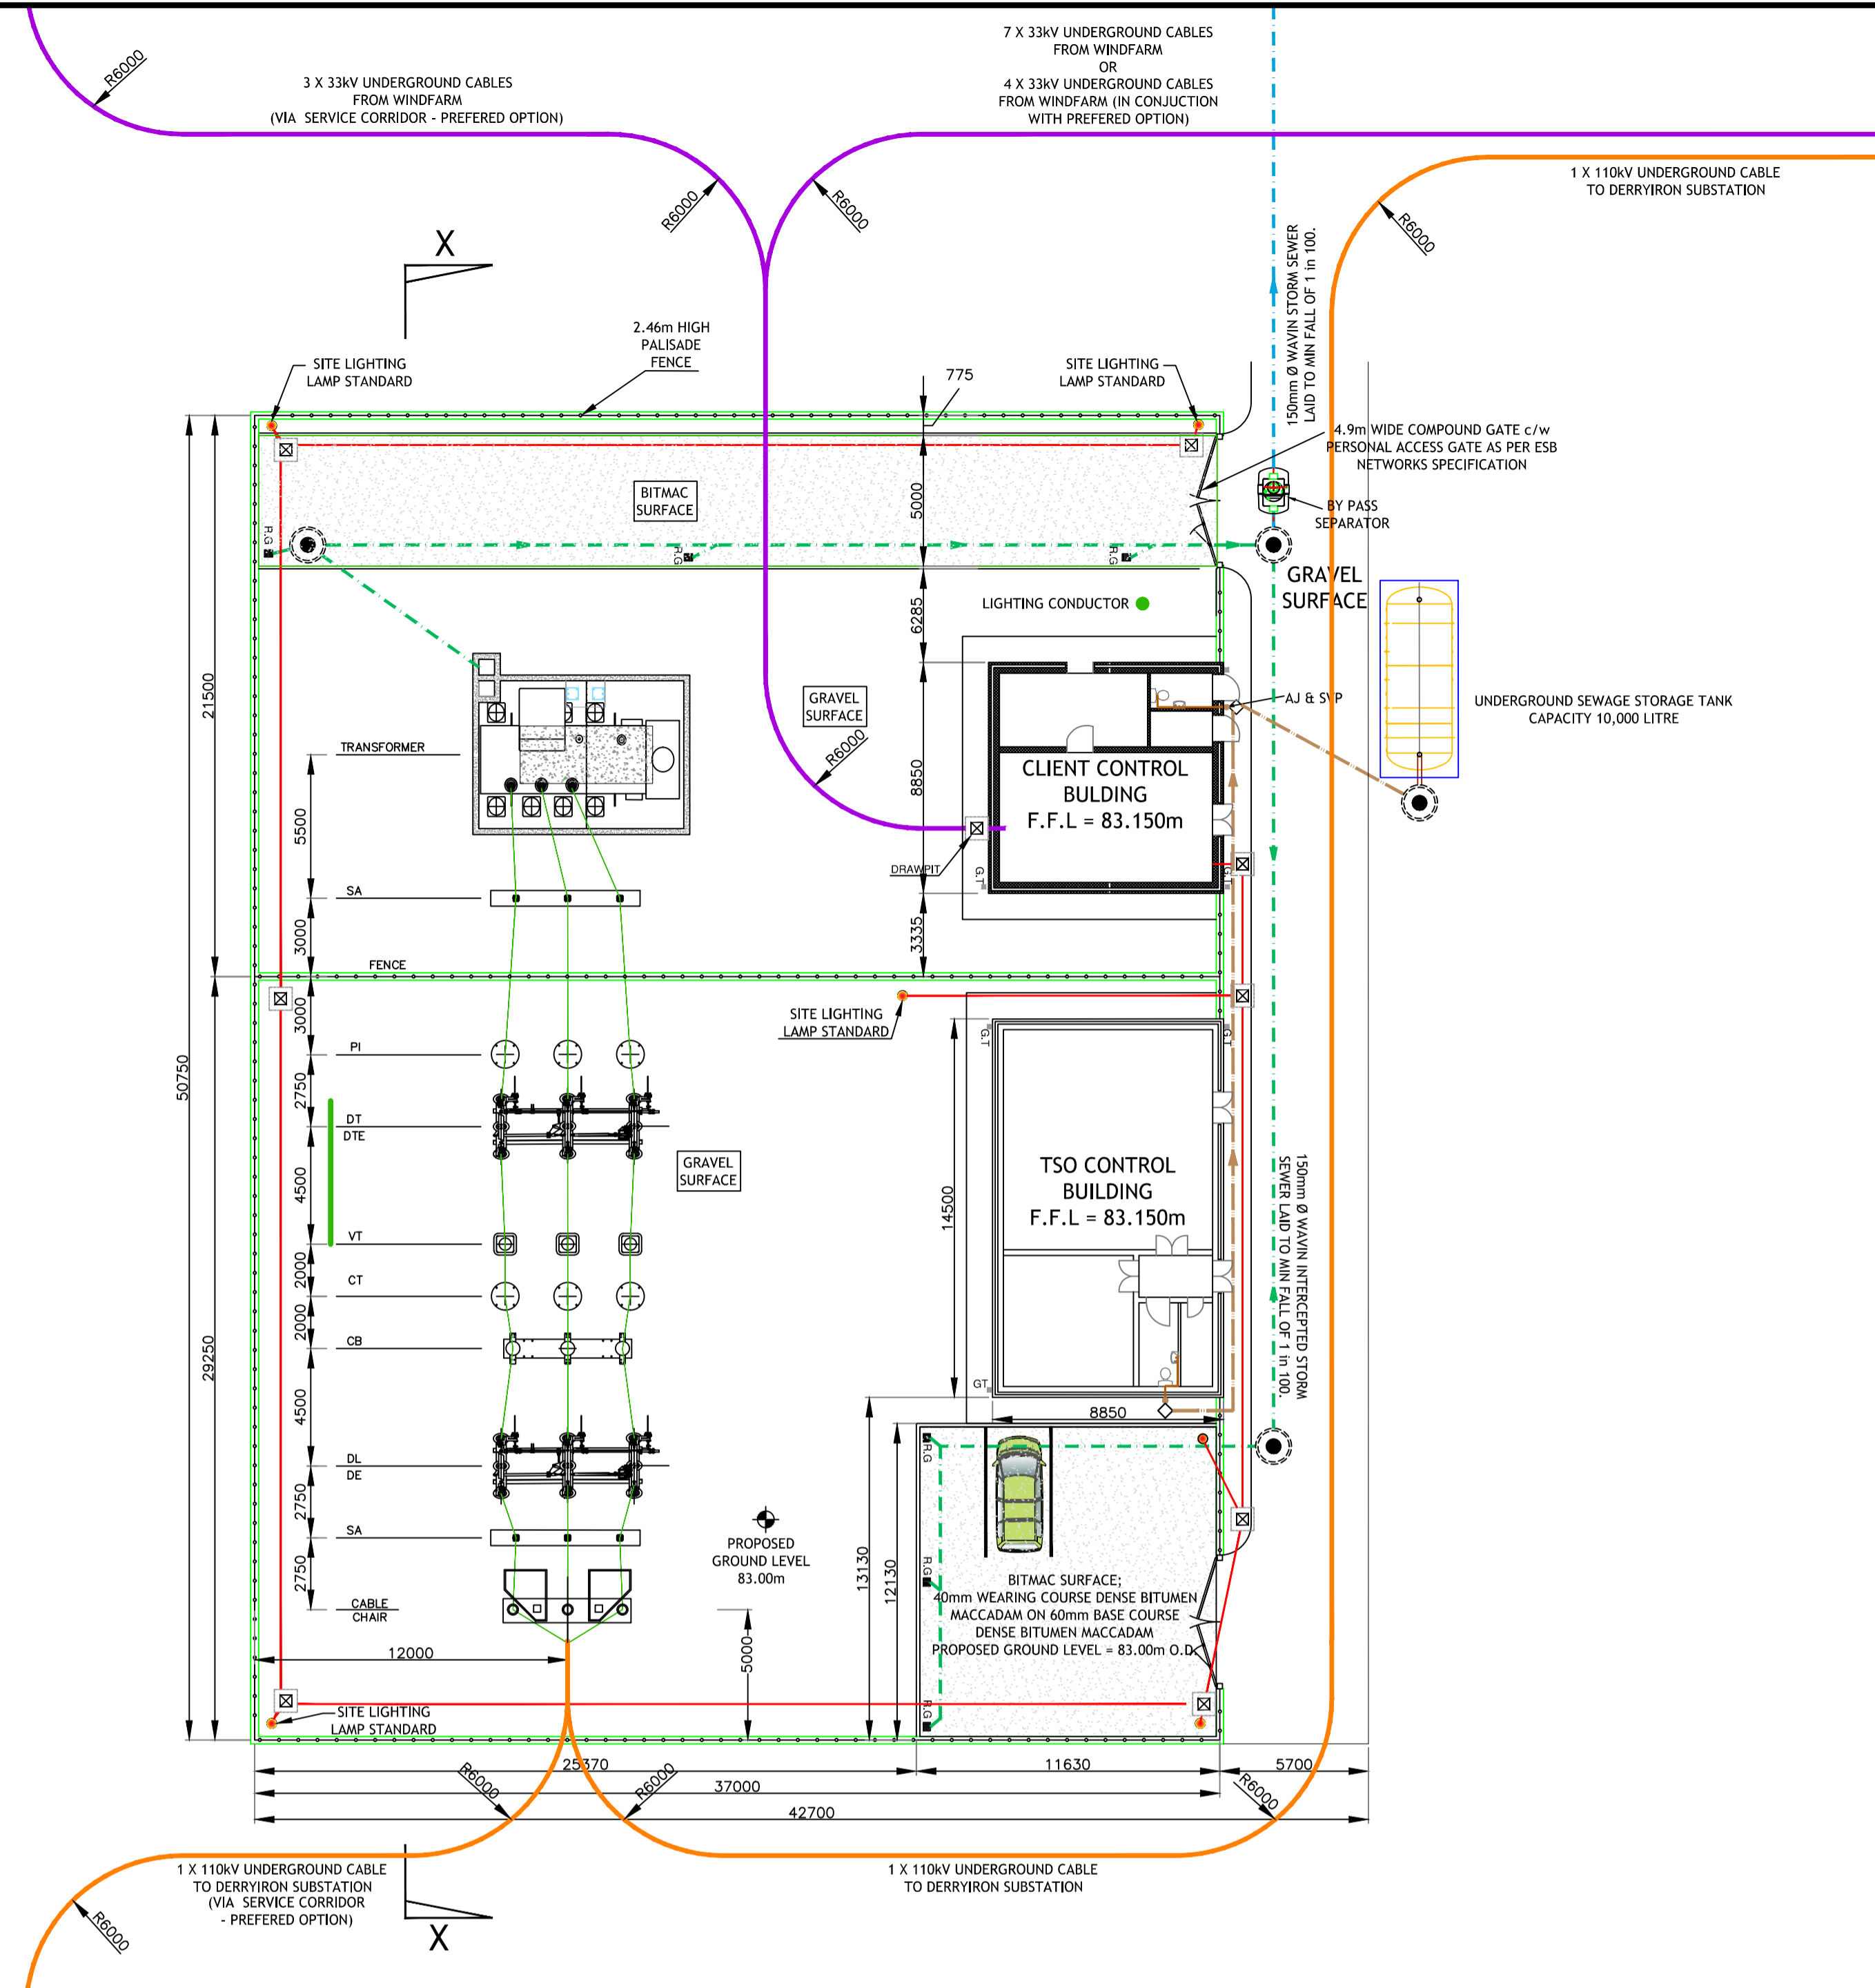 7 X 33kV UNDERGROUND CABLES
FROM WINDFARM
OR
4 X 33kV UNDERGROUND CABLES
FROM WINDFARM (IN CONJUCTION
WITH PREFERED OPTION)
R6000
3 X 33kV UNDERGROUND CABLES
FROM WINDFARM
(VIA SERVICE CORRIDOR - PREFERED OPTION)
R6000
R6000
1 X 110kV UNDERGROUND CABLE
TO DERRYIRON SUBSTATION
R6000
X
150mm Ø WAVIN STORM SEWER
LAID TO MIN FALL OF 1 in 100.
2.46m HIGH
PALISADE
FENCE
SITE LIGHTING
LAMP STANDARD
SITE LIGHTING
LAMP STANDARD
775
4.9m WIDE COMPOUND GATE c/w
PERSONAL ACCESS GATE AS PER ESB
NETWORKS SPECIFICATION
BITMAC
SURFACE
5000
BY PASS
SEPARATOR
R.G
R.G
R.G
GRAVEL
SURFACE
LIGHTING CONDUCTOR
6285
21500
GRAVEL
SURFACE
AJ & SVP
UNDERGROUND SEWAGE STORAGE TANK
CAPACITY 10,000 LITRE
TRANSFORMER
R6000
8850
CLIENT CONTROL
BULDING
F.F.L = 83.150m
5500
DRAWPIT
G.T
G.T
SA
3000
3335
FENCE
3000
SITE LIGHTING
LAMP STANDARD
G.T
G.T
PI
50750
2750
DT
DTE
4500
GRAVEL
SURFACE
TSO CONTROL
BUILDING
F.F.L = 83.150m
14500
150mm Ø WAVIN INTERCEPTED STORM
SEWER LAID TO MIN FALL OF 1 in 100.
VT
2000
CT
2000
CB
29250
4500
GT
8850
DL
DE
R.G
2750
SA
PROPOSED
GROUND LEVEL
83.00m
2750
13130
12130
R.G
BITMAC SURFACE;
40mm WEARING COURSE DENSE BITUMEN
MACCADAM ON 60mm BASE COURSE
DENSE BITUMEN MACCADAM
PROPOSED GROUND LEVEL = 83.00m O.D.
CABLE
CHAIR
12000
5000
R.G
SITE LIGHTING
LAMP STANDARD
25370
11630
5700
R6000
R6000
R6000
37000
42700
1 X 110kV UNDERGROUND CABLE
TO DERRYIRON SUBSTATION
(VIA SERVICE CORRIDOR
- PREFERED OPTION)
1 X 110kV UNDERGROUND CABLE
TO DERRYIRON SUBSTATION
R6000
X